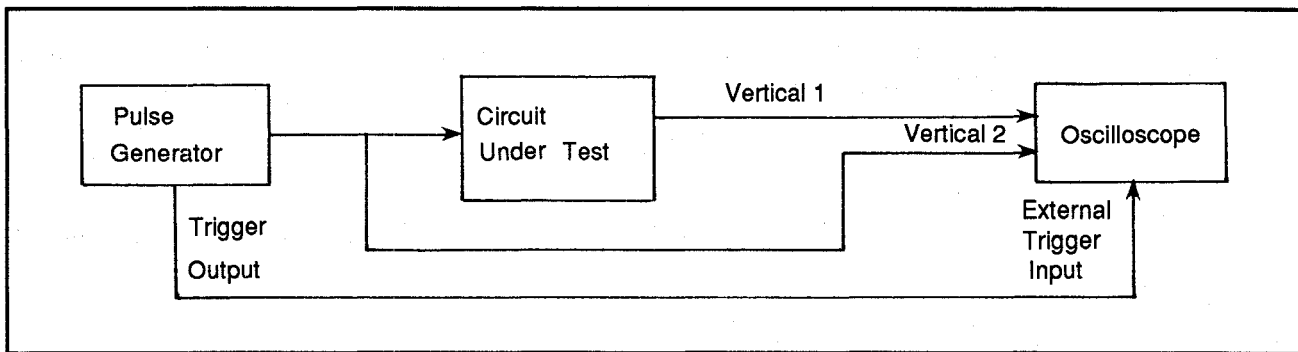 Pulse
Generator
Circuit
Under Test
Vertical 1
Vertical 2
Oscilloscope
Trigger
Output
External
Trigger
Input